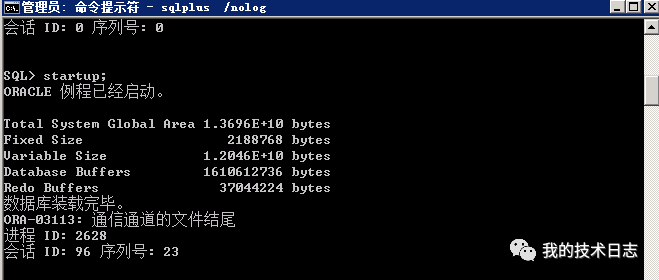 管理员: 命令提示符 - sqlplus  /nolog
会话 ID: 0 序列号: 0
SQL> startup;
ORACLE 例程已经启动。
Total System Global Area 1.3696E+10 bytes
Fixed Size                  2188768 bytes
Variable Size            1.2046E+10 bytes
Database Buffers         1610612736 bytes
Redo Buffers               37044224 bytes
数据库装载完毕。
ORA-03113: 通信通道的文件结尾
进程 ID: 2628
会话 ID: 96 序列号: 23
我的技术日志